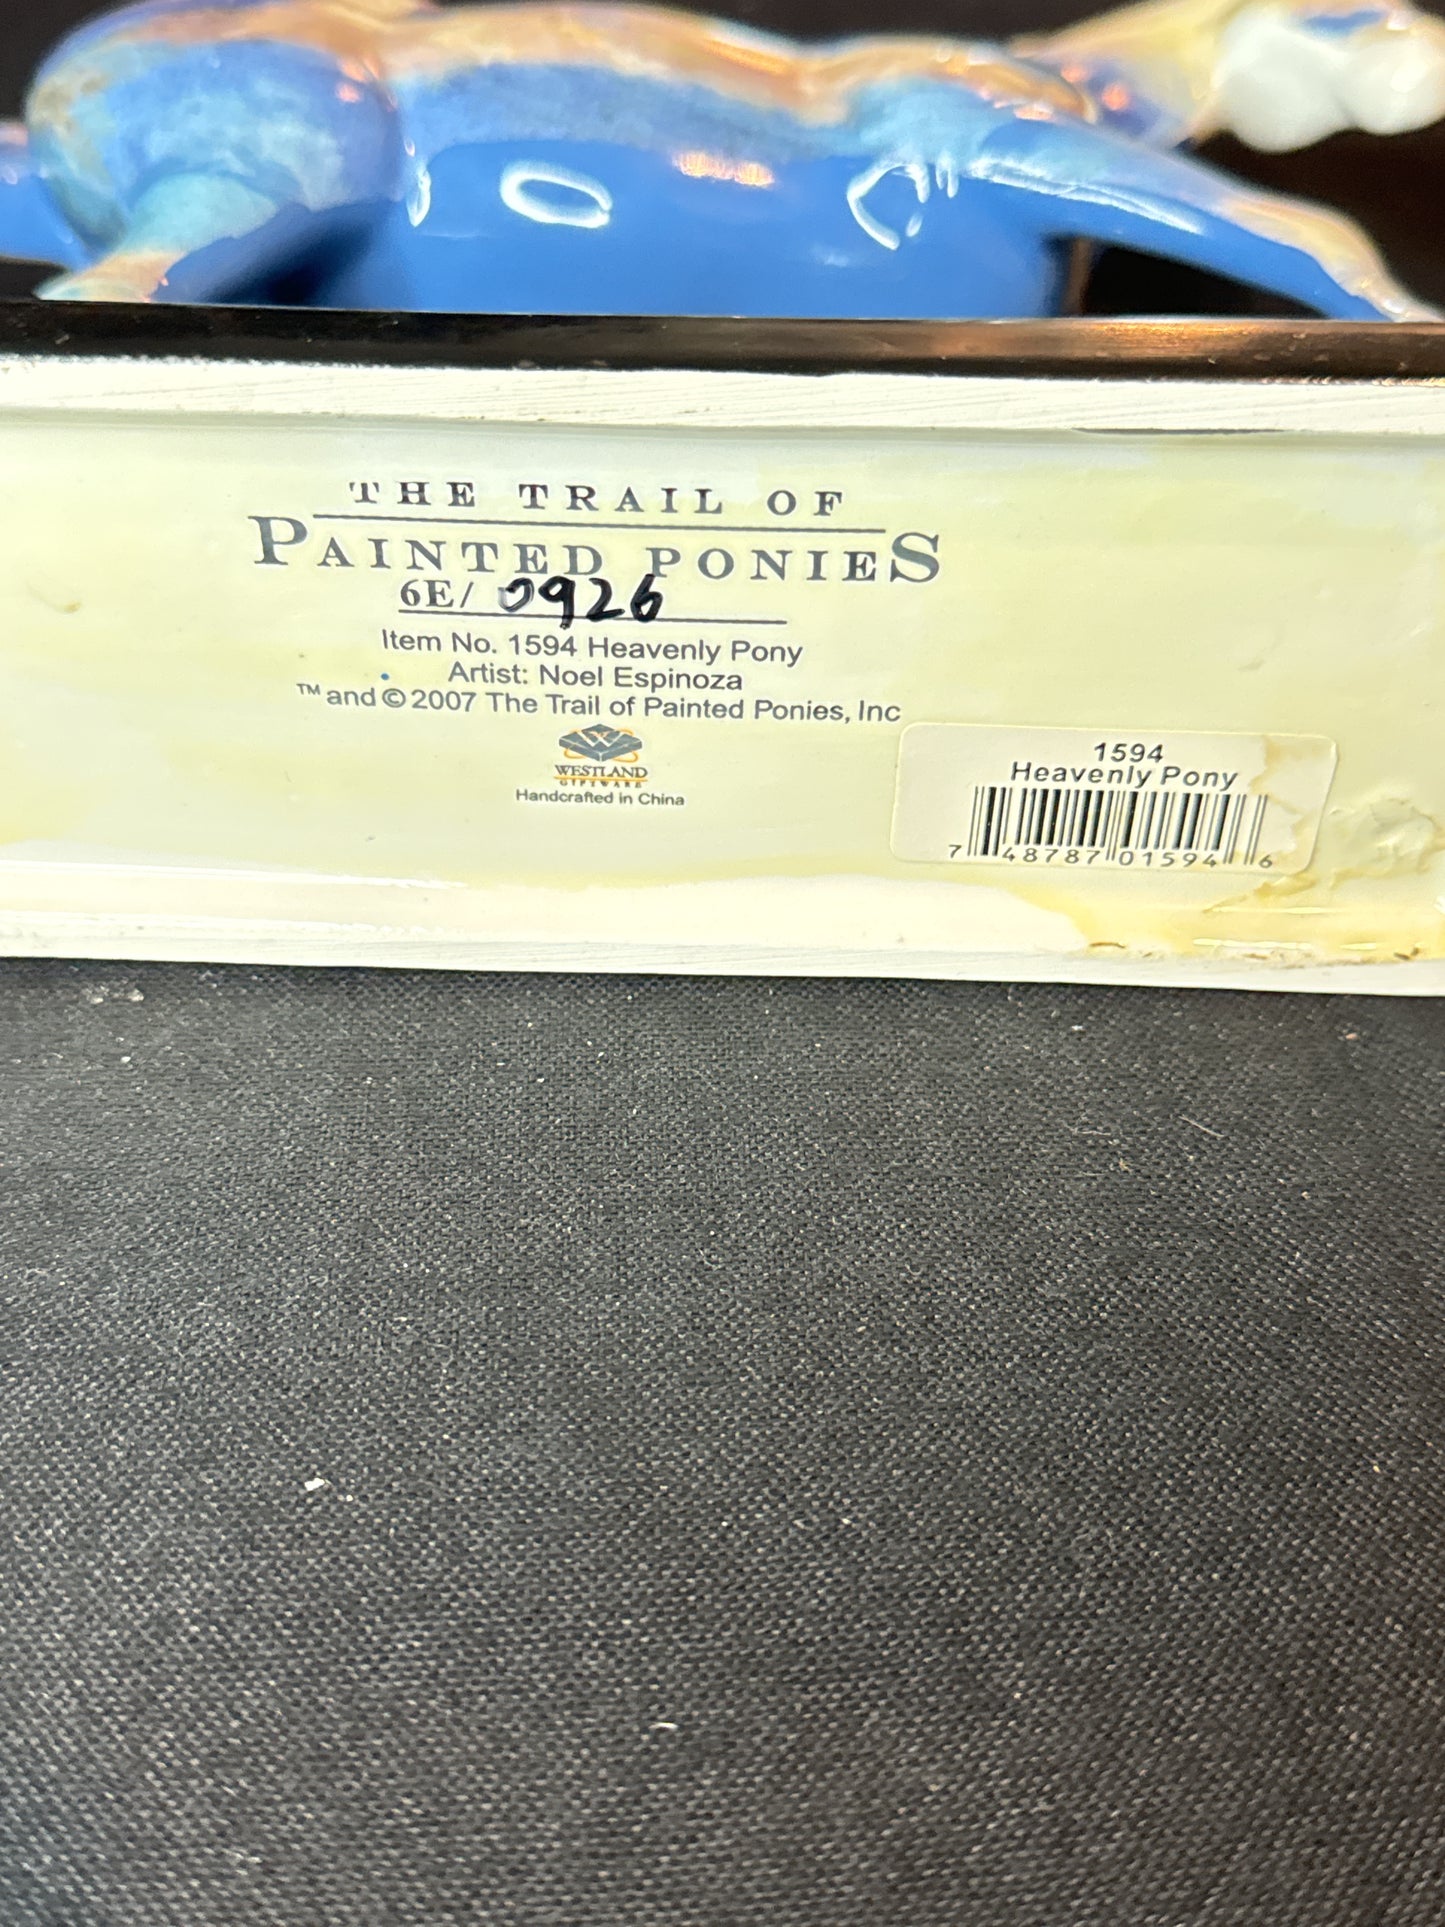 THE TRAIL OF
PAINTED PONIES
6E/ 0926
Item No. 1594 Heavenly Pony
Artist: Noel Espinoza
™ and © 2007 The Trail of Painted Ponies, Inc
WESTLAND
GIFTWARE
Handcrafted in China
1594
Heavenly Pony
7 48787 01594 6